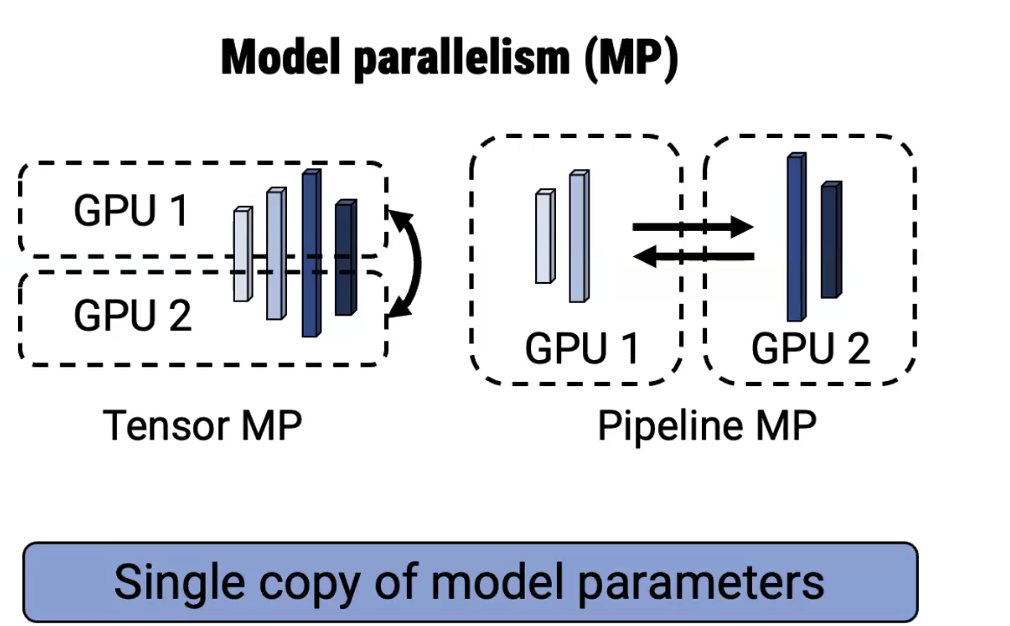 Model parallelism (MP)
GPU 1
GPU 2
Tensor MP
GPU 1
GPU 2
Pipeline MP
Single copy of model parameters